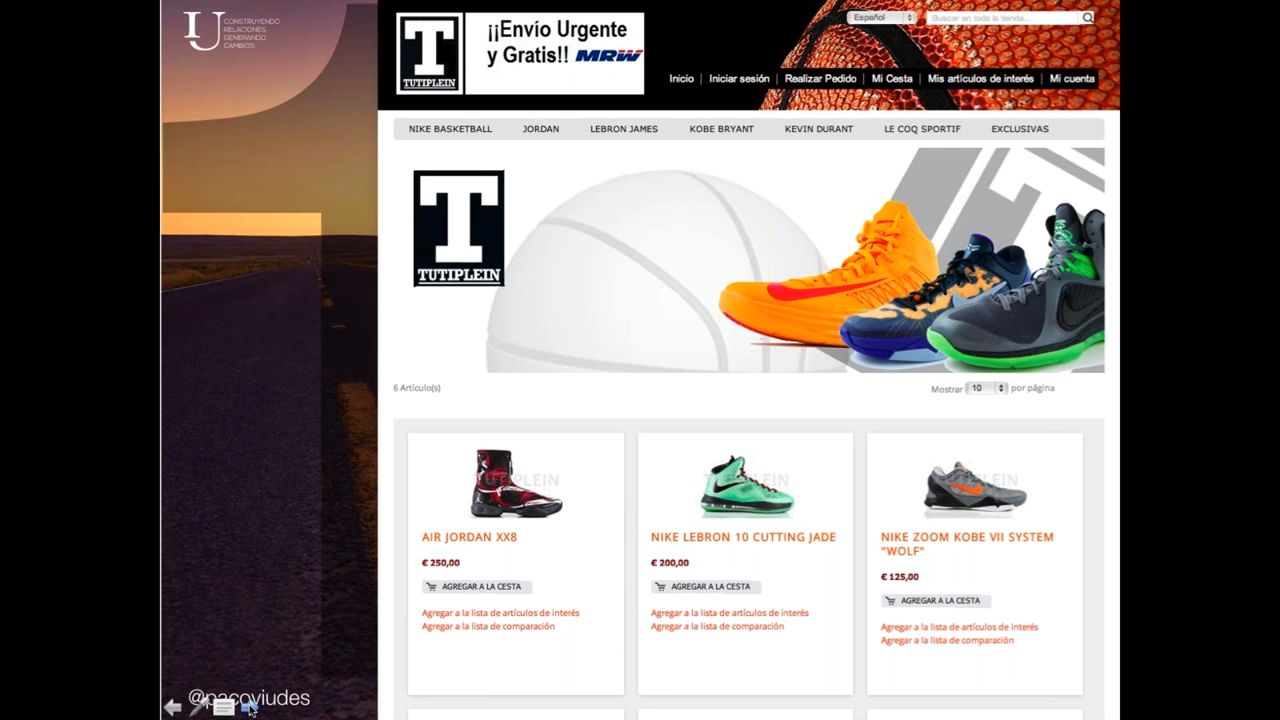 CONSTRUYENDO
RELACIONES,
GENERANDO
CAMBIOS
T
TUTIPLEIN
¡¡Envío Urgente
y Gratis!! MRW
Español
Buscar en toda la tienda...
Inicio | Iniciar sesión | Realizar Pedido | Mi Cesta | Mis artículos de interés | Mi cuenta
NIKE BASKETBALL JORDAN LEBRON JAMES KOBE BRYANT KEVIN DURANT LE COQ SPORTIF EXCLUSIVAS
T
TUTIPLEIN
6 Artículo(s)
Mostrar 10 por página
TUTIPLEIN
AIR JORDAN XX8
€ 250,00
AGREGAR A LA CESTA
Agregar a la lista de artículos de interés
Agregar a la lista de comparación
TUTIPLEIN
NIKE LEBRON 10 CUTTING JADE
€ 200,00
AGREGAR A LA CESTA
Agregar a la lista de artículos de interés
Agregar a la lista de comparación
TUTIPLEIN
NIKE ZOOM KOBE VII SYSTEM
"WOLF"
€ 125,00
AGREGAR A LA CESTA
Agregar a la lista de artículos de interés
Agregar a la lista de comparación
@pacoviudes